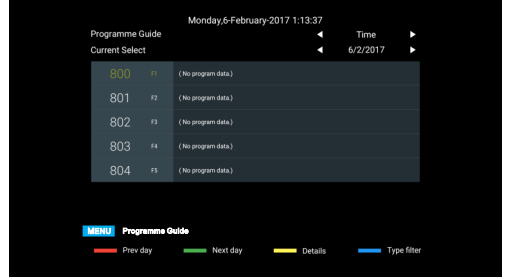 Monday,6-February-2017 1:13:37
Programme Guide ◀ Time ▶
Current Select ◀ 6/2/2017 ▶
800 F1 ( No program data.)
801 F2 ( No program data.)
802 F3 ( No program data.)
803 F4 ( No program data.)
804 F5 ( No program data.)
MENU Programme Guide
Prev day Next day Details Type filter